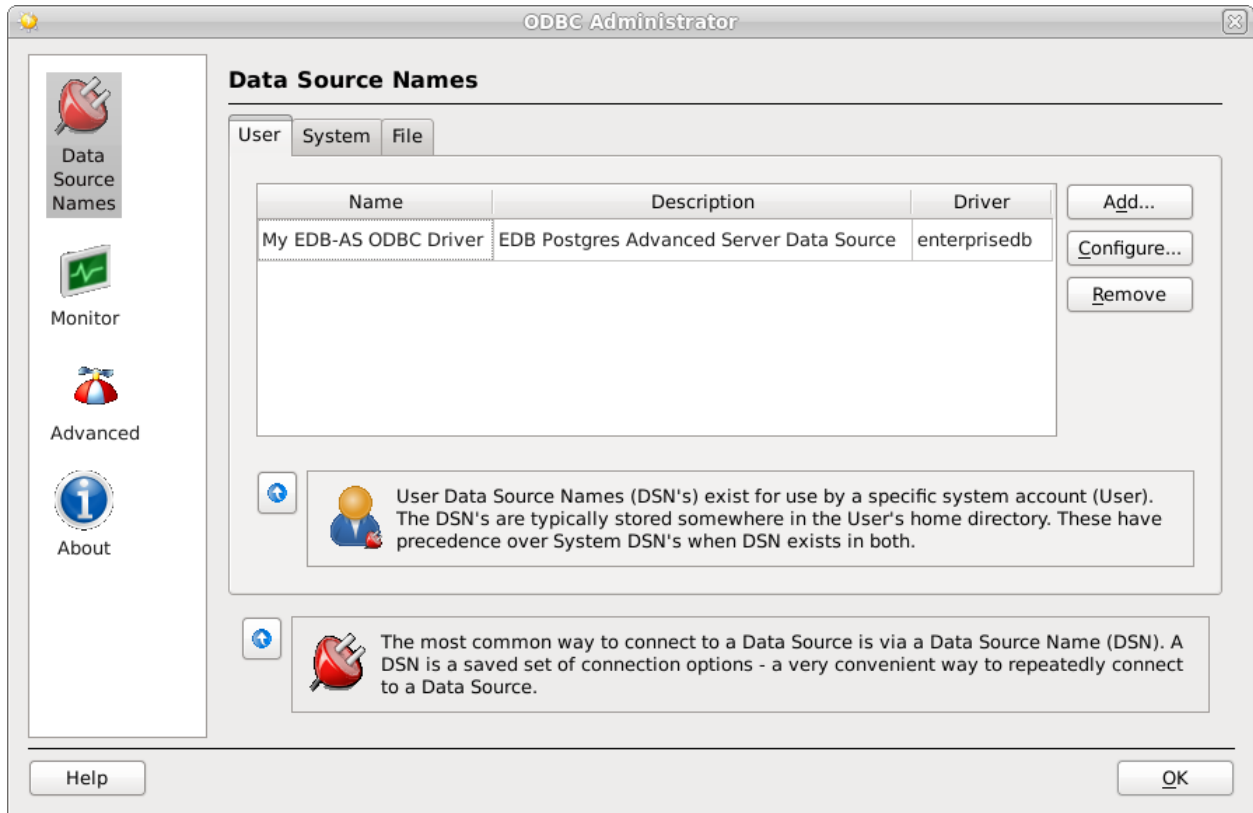 ODBC Administrator
Data
Source
Names
Monitor
Advanced
About
Data Source Names
User System File
Name Description Driver
My EDB-AS ODBC Driver EDB Postgres Advanced Server Data Source enterprisedb
Add...
Configure...
Remove
User Data Source Names (DSN's) exist for use by a specific system account (User).
The DSN's are typically stored somewhere in the User's home directory. These have
precedence over System DSN's when DSN exists in both.
The most common way to connect to a Data Source is via a Data Source Name (DSN). A
DSN is a saved set of connection options - a very convenient way to repeatedly connect
to a Data Source.
Help
OK